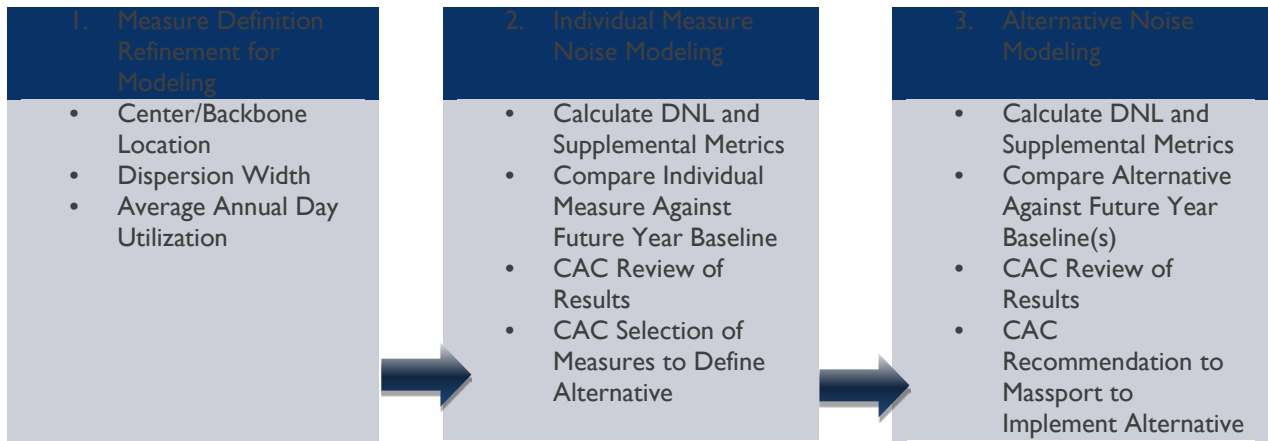 1. Measure Definition
Refinement for
Modeling
• Center/Backbone
Location
• Dispersion Width
• Average Annual Day
Utilization
2. Individual Measure
Noise Modeling
• Calculate DNL and
Supplemental Metrics
• Compare Individual
Measure Against
Future Year Baseline
• CAC Review of
Results
• CAC Selection of
Measures to Define
Alternative
3. Alternative Noise
Modeling
• Calculate DNL and
Supplemental Metrics
• Compare Alternative
Against Future Year
Baseline(s)
• CAC Review of
Results
• CAC
Recommendation to
Massport to
Implement Alternative